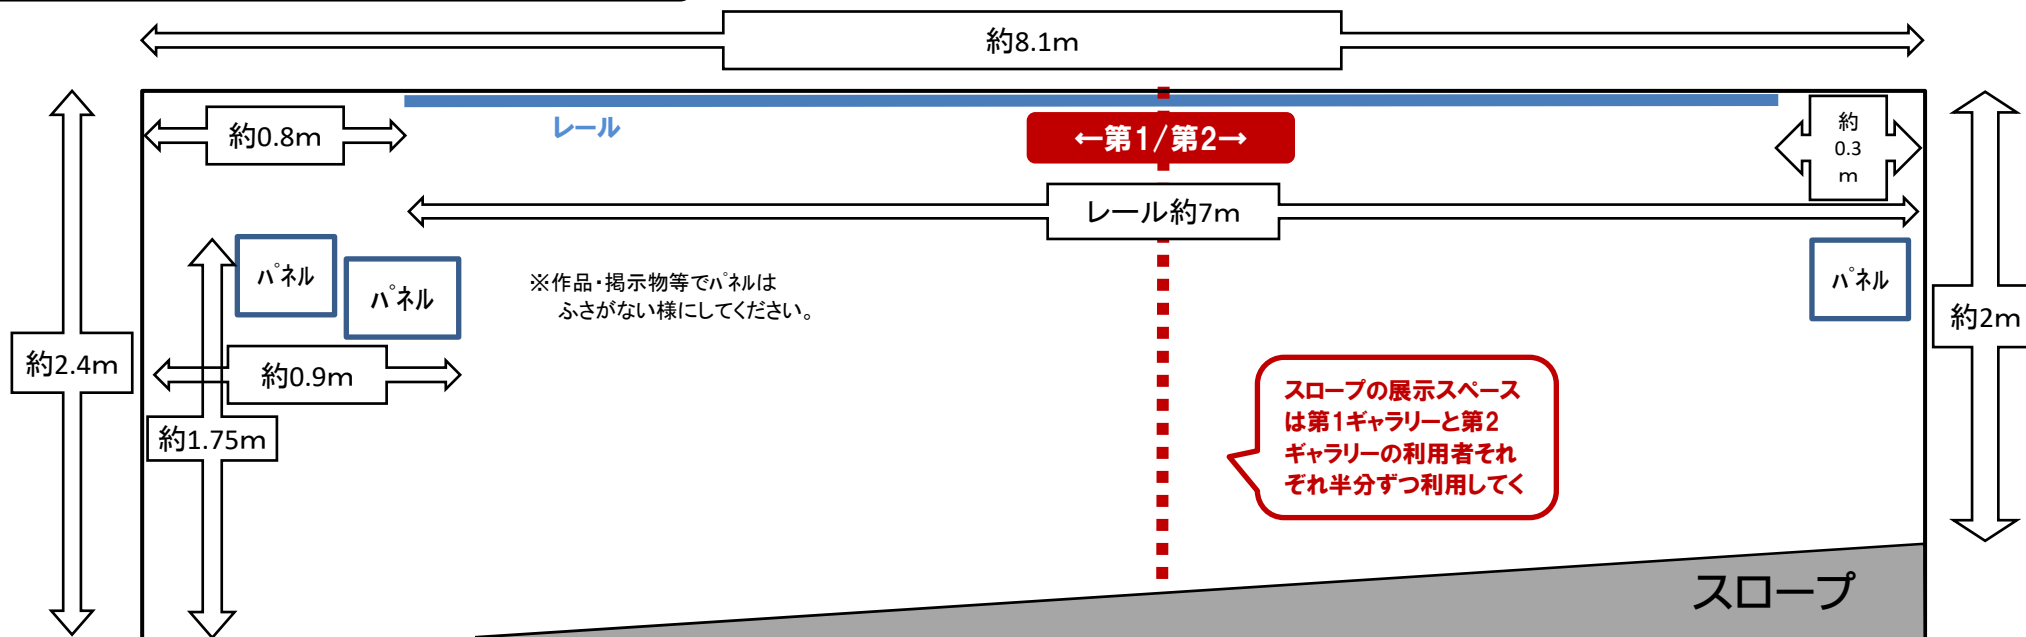 約8.1m
約0.8m
レール
←第1/第2→
約
0.3
m
レール約7m
パネル
パネル
※作品・掲示物等でパネルは
ふさがない様にしてください。
パネル
約2m
約2.4m
約0.9m
約1.75m
スロープの展示スペース
は第1ギャラリーと第2
ギャラリーの利用者それ
ぞれ半分ずつ利用してく
スロープ